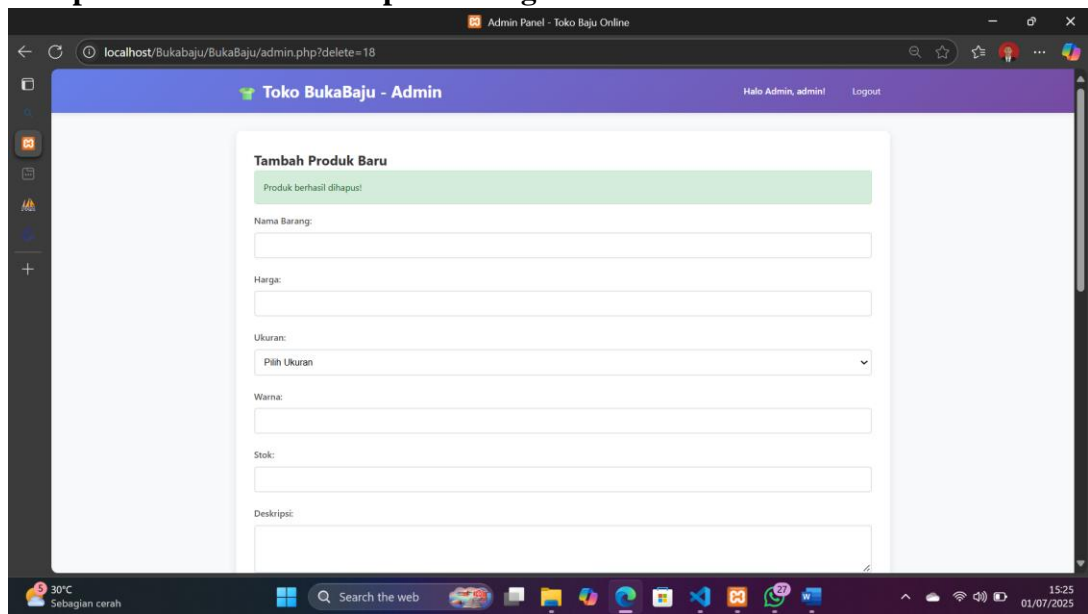 Admin Panel - Toko Baju Online
localhost/Bukabaju/BukaBaju/admin.php?delete=18
Toko BukaBaju - Admin
Halo Admin, admin!
Logout
Tambah Produk Baru
Produk berhasil dihapus!
Nama Barang:
Harga:
Ukuran:
Pilih Ukuran
Warna:
Stok:
Deskripsi:
5
30°C
Sebagian cerah
Search the web
27
15:25
01/07/2025